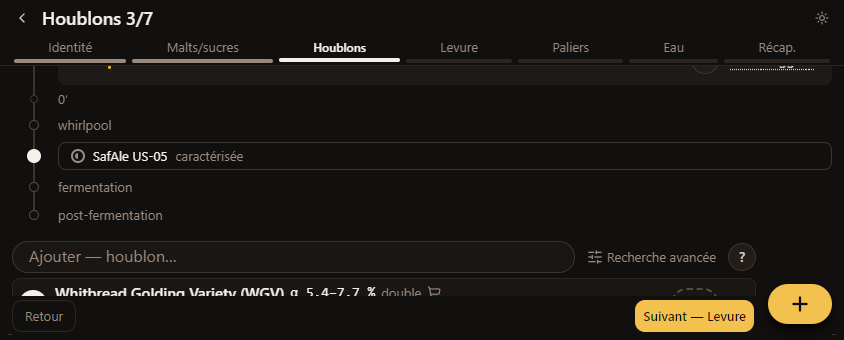 Houblons 3/7
Identité
Malts/sucres
Houblons
Levure
Paliers
Eau
Récap.
0'
whirlpool
SafAle US-05 caractérisée
fermentation
post-fermentation
Ajouter — houblon...
Recherche avancée
?
Whitbread Golding Variety (WGV) α 5.4–7.7 % double
Retour
Suivant — Levure
+